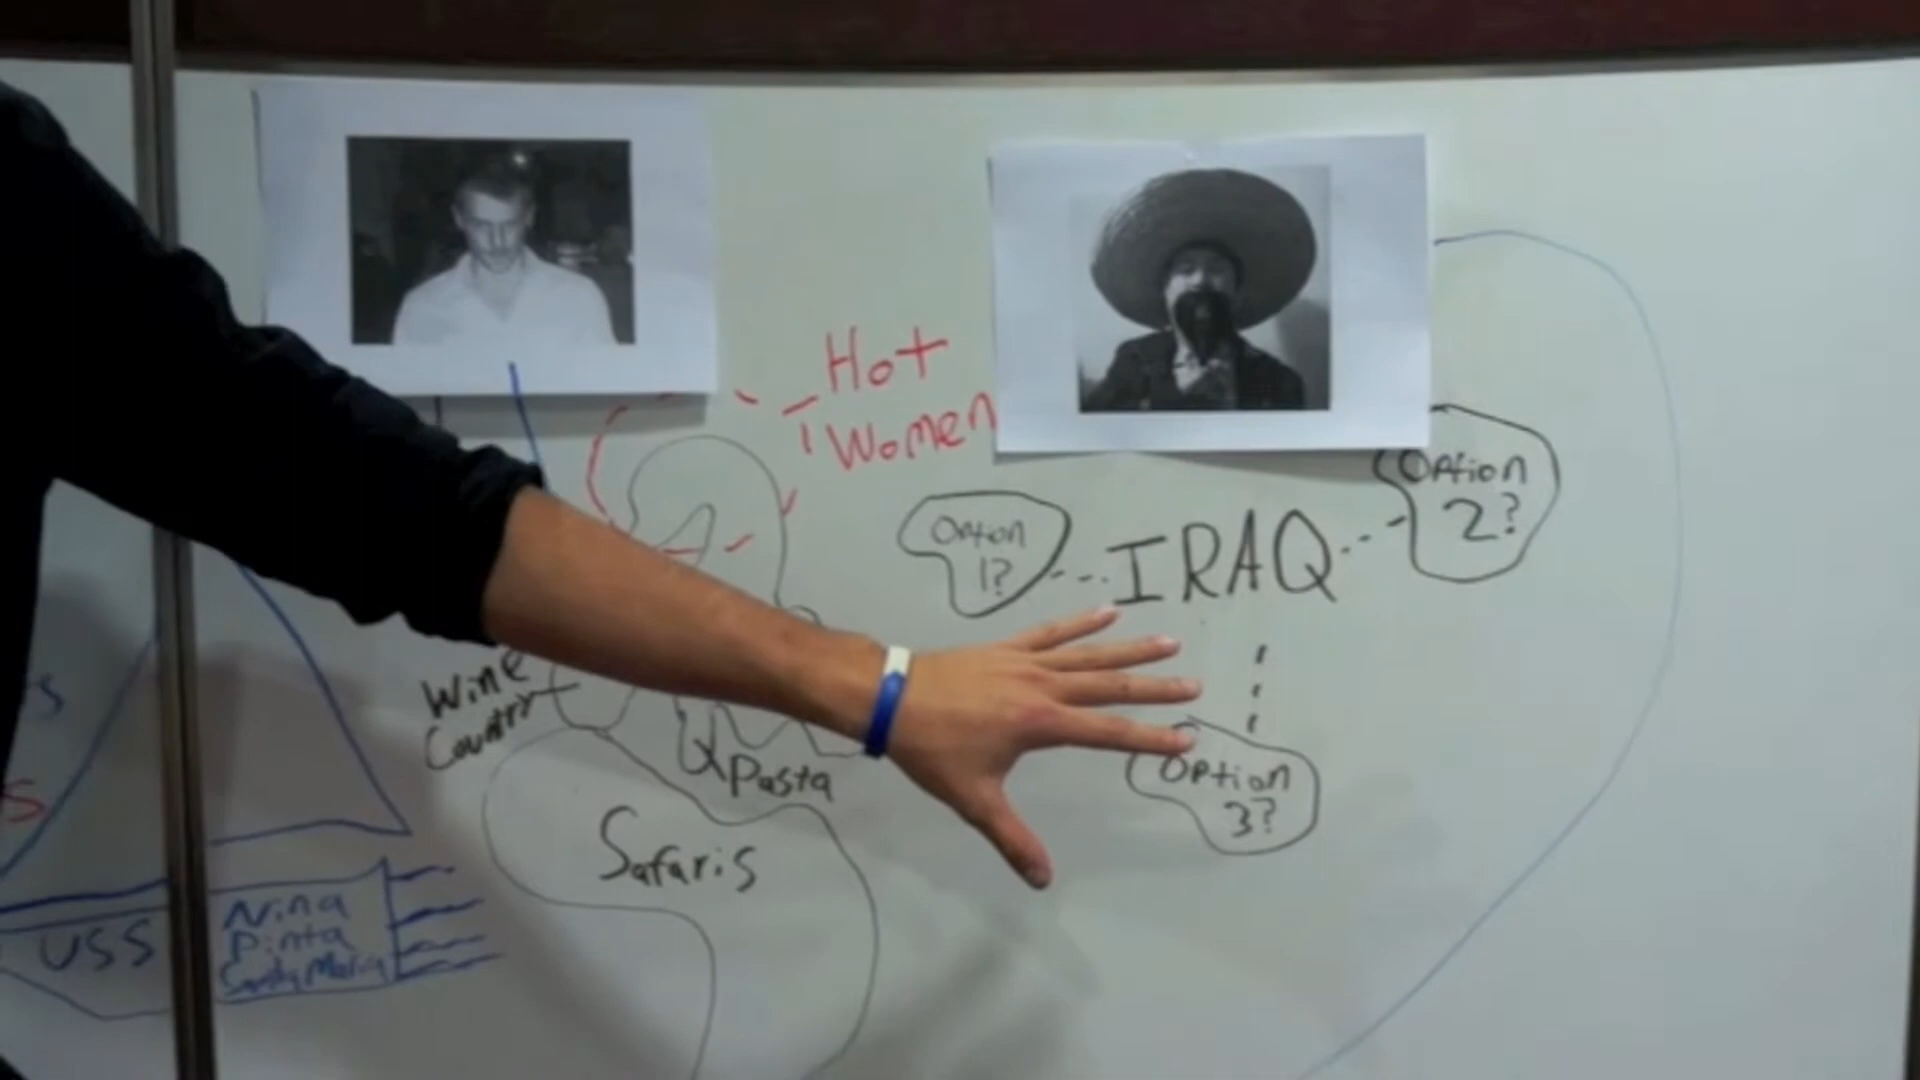 Hot
Women
Option
1?
IRAQ
Option
2?
Wine
Country
Pasta
Option
3?
Safaris
S
S
USS
Nina
Pinta
Santa Maria